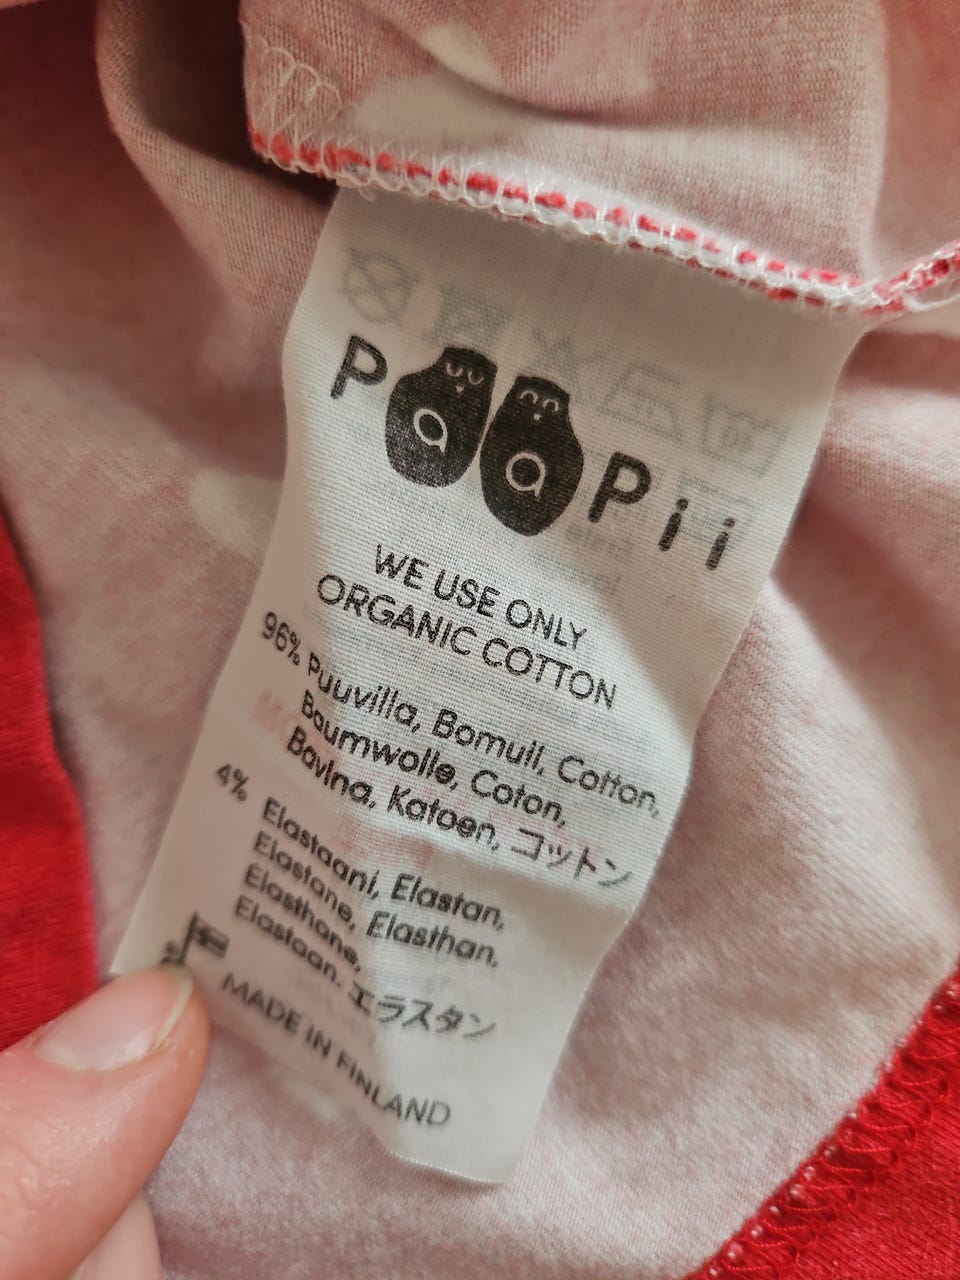 Paapii
WE USE ONLY
ORGANIC COTTON
96% Puuvilla, Bomull, Cotton,
Baumwolle, Coton,
Bavlna, Katoen, コットン
4% Elastaani, Elastan,
Elastane, Elasthan,
Élasthane,
Elastaan. エラスタン
MADE IN FINLAND